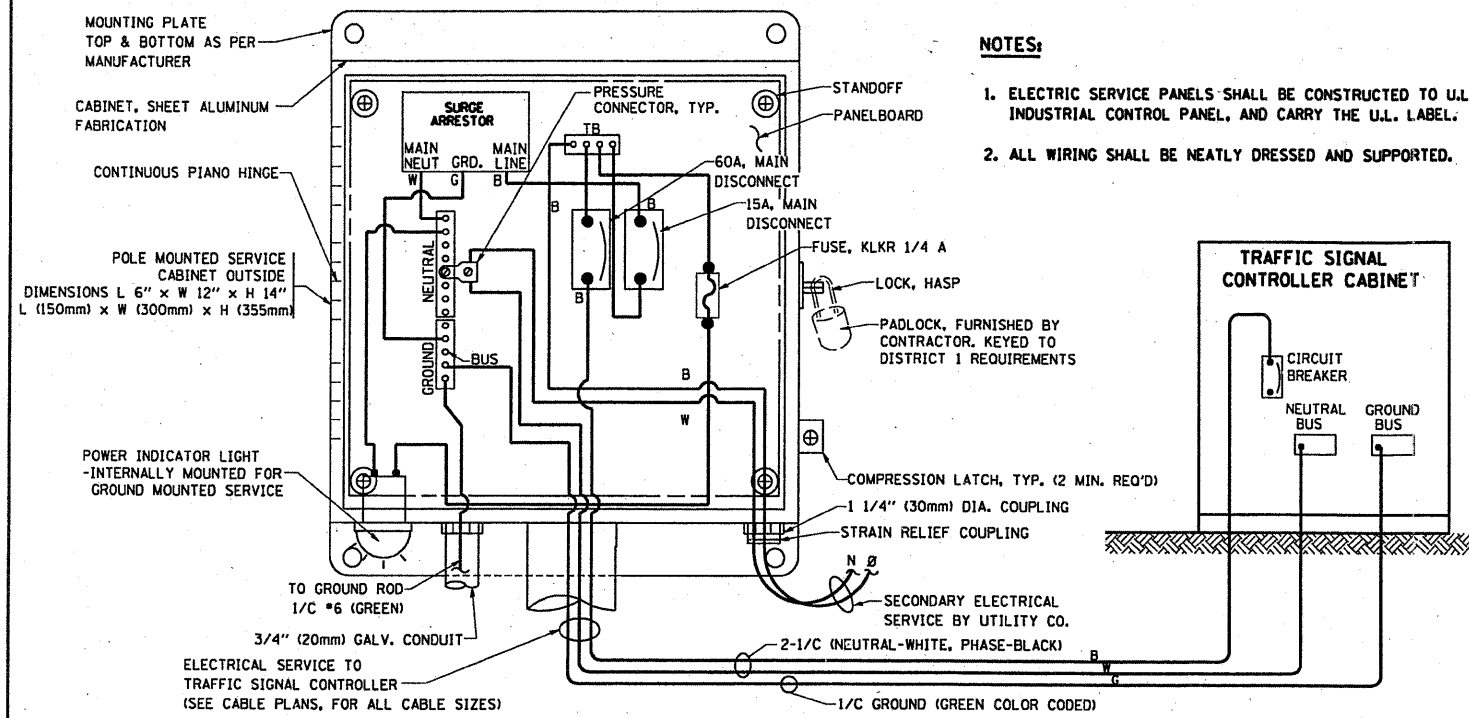 MOUNTING PLATE
TOP & BOTTOM AS PER
MANUFACTURER
CABINET, SHEET ALUMINUM
FABRICATION
CONTINUOUS PIANO HINGE
POLE MOUNTED SERVICE
CABINET OUTSIDE
DIMENSIONS L 6" x W 12" x H 14"
L (150mm) x W (300mm) x H (355mm)
POWER INDICATOR LIGHT
-INTERNALLY MOUNTED FOR
GROUND MOUNTED SERVICE
SURGE
ARRESTOR
MAIN
NEUT
GRD.
MAIN
LINE
W
G
B
PRESSURE
CONNECTOR, TYP.
TB
STANDOFF
PANELBOARD
60A, MAIN
DISCONNECT
15A, MAIN
DISCONNECT
B
B
B
NEUTRAL
GROUND
BUS
FUSE, KLKR 1/4 A
LOCK, HASP
PADLOCK, FURNISHED BY
CONTRACTOR. KEYED TO
DISTRICT 1 REQUIREMENTS
B
W
COMPRESSION LATCH, TYP. (2 MIN. REQ'D)
1 1/4" (30mm) DIA. COUPLING
STRAIN RELIEF COUPLING
N Ø
SECONDARY ELECTRICAL
SERVICE BY UTILITY CO.
TO GROUND ROD
1/C #6 (GREEN)
3/4" (20mm) GALV. CONDUIT
ELECTRICAL SERVICE TO
TRAFFIC SIGNAL CONTROLLER
(SEE CABLE PLANS, FOR ALL CABLE SIZES)
2-1/C (NEUTRAL-WHITE, PHASE-BLACK)
B
W
G
1/C GROUND (GREEN COLOR CODED)
NOTES:
1. ELECTRIC SERVICE PANELS SHALL BE CONSTRUCTED TO U.L
INDUSTRIAL CONTROL PANEL, AND CARRY THE U.L. LABEL.
2. ALL WIRING SHALL BE NEATLY DRESSED AND SUPPORTED.
TRAFFIC SIGNAL
CONTROLLER CABINET
CIRCUIT
BREAKER
NEUTRAL
BUS
GROUND
BUS